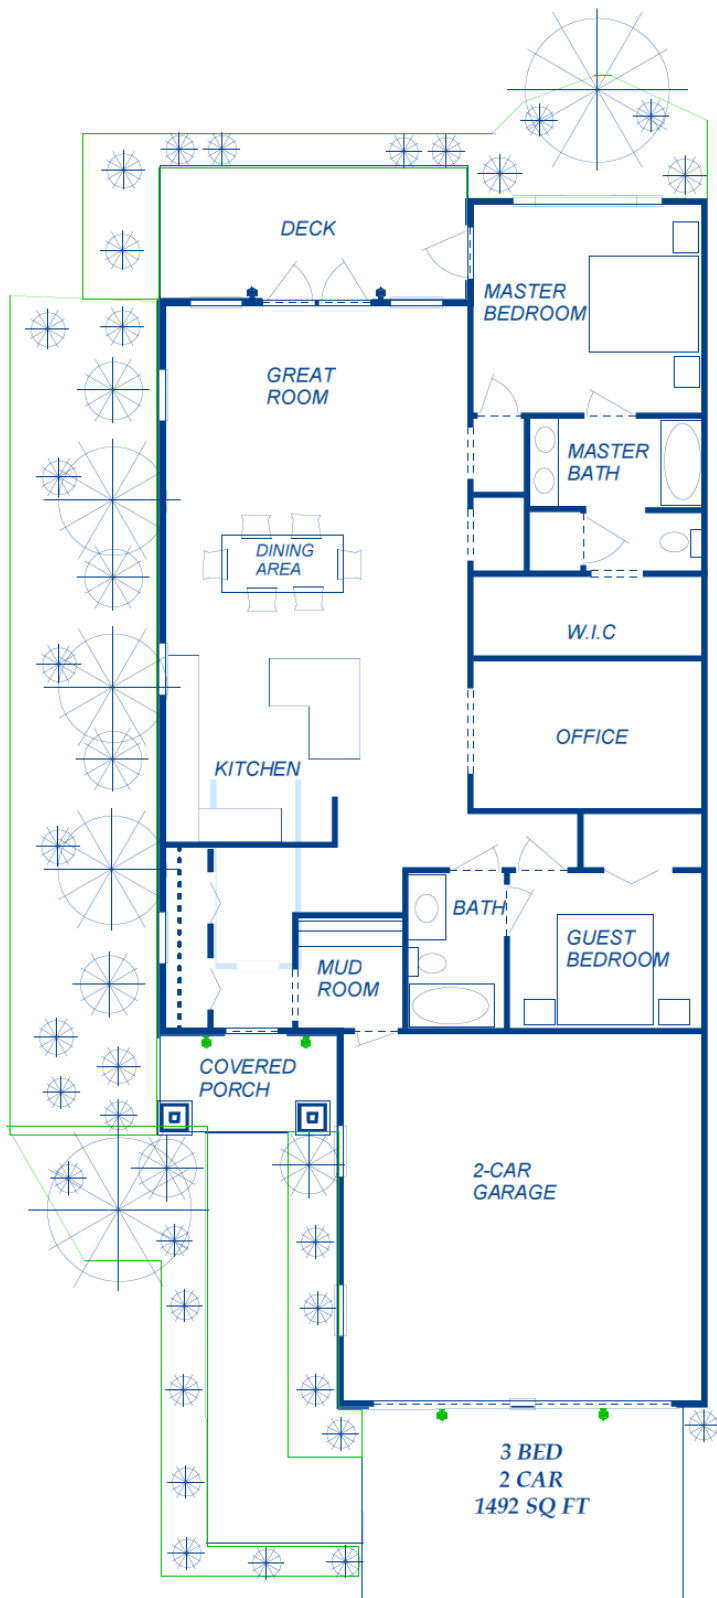 DECK
MASTER
BEDROOM
GREAT
ROOM
MASTER
BATH
DINING
AREA
W.I.C
OFFICE
KITCHEN
BATH
GUEST
BEDROOM
MUD
ROOM
COVERED
PORCH
2-CAR
GARAGE
3 BED
2 CAR
1492 SQ FT